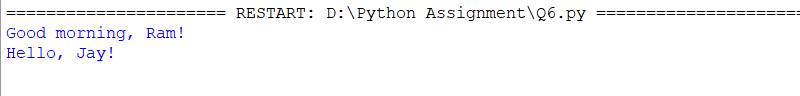 ====================== RESTART: D:\Python Assignment\Q6.py =====================
Good morning, Ram!
Hello, Jay!